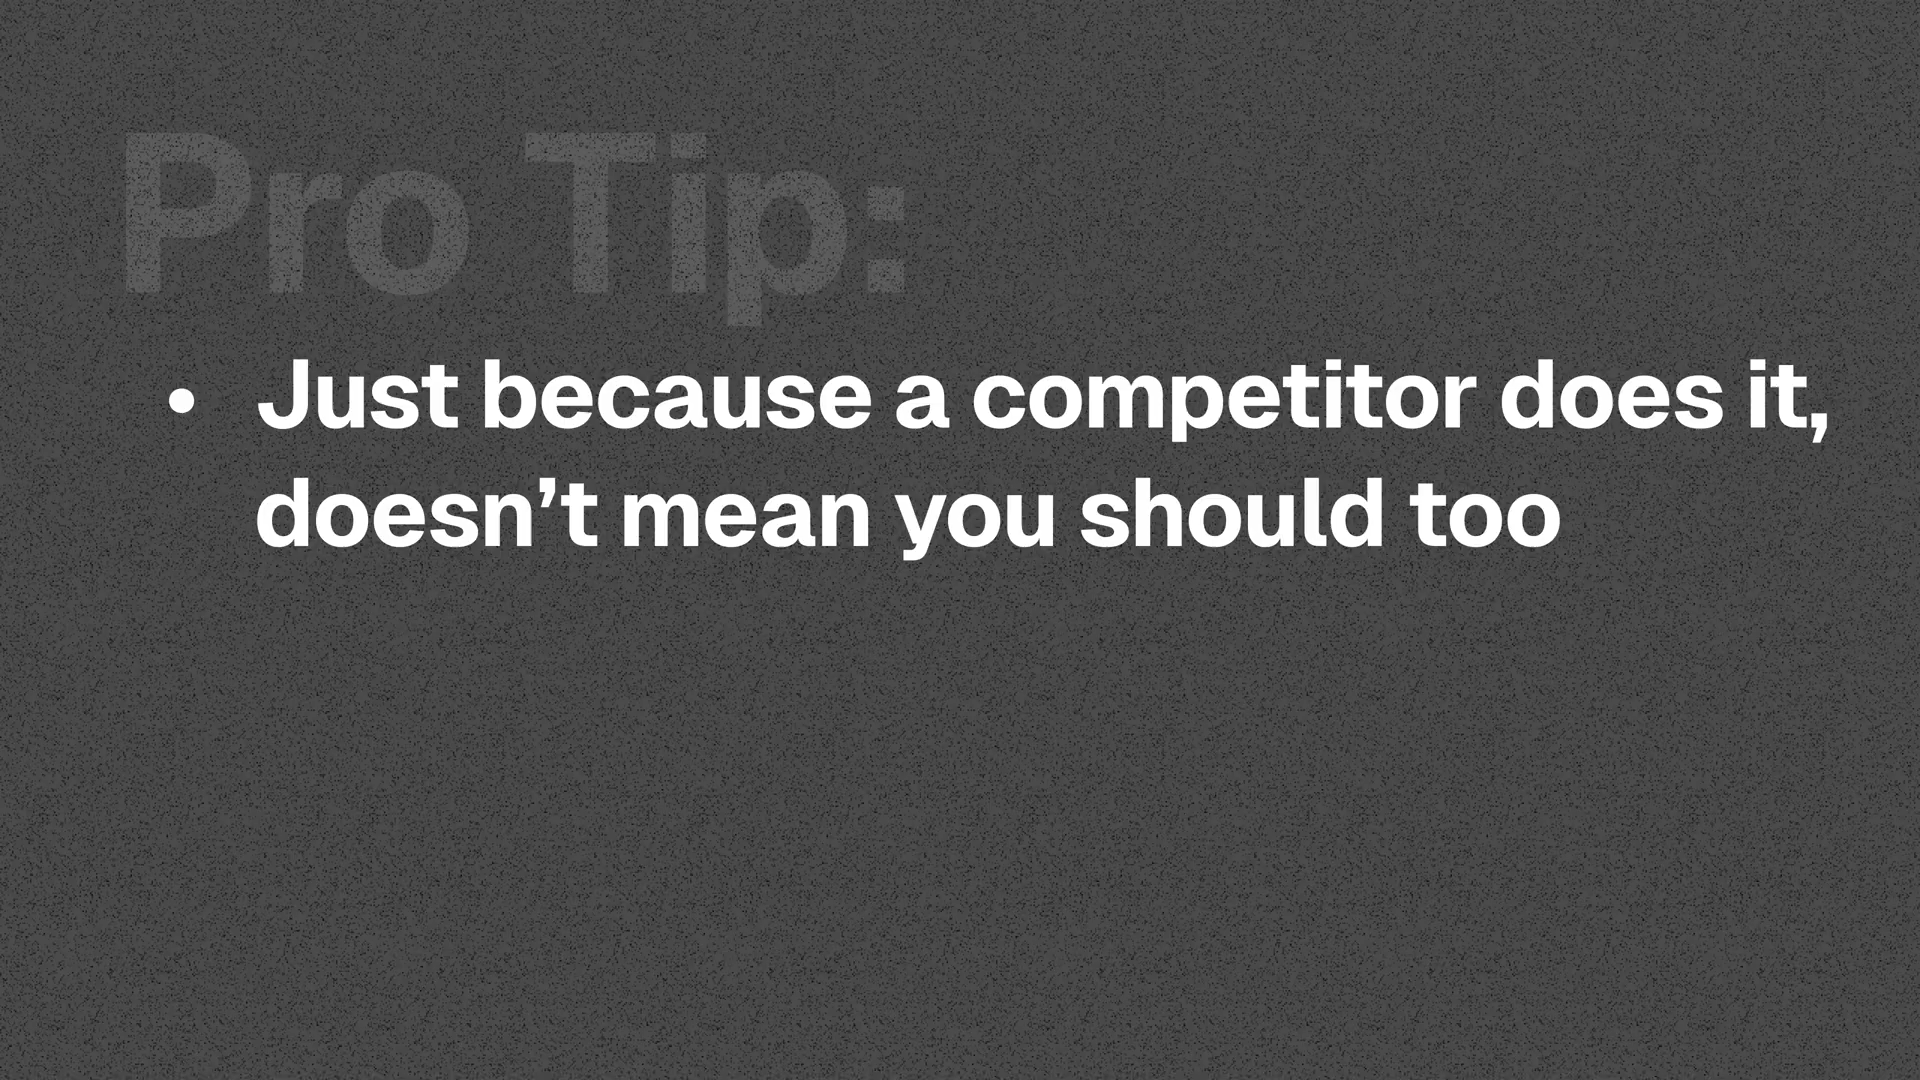 Pro Tip:
• Just because a competitor does it,
doesn’t mean you should too